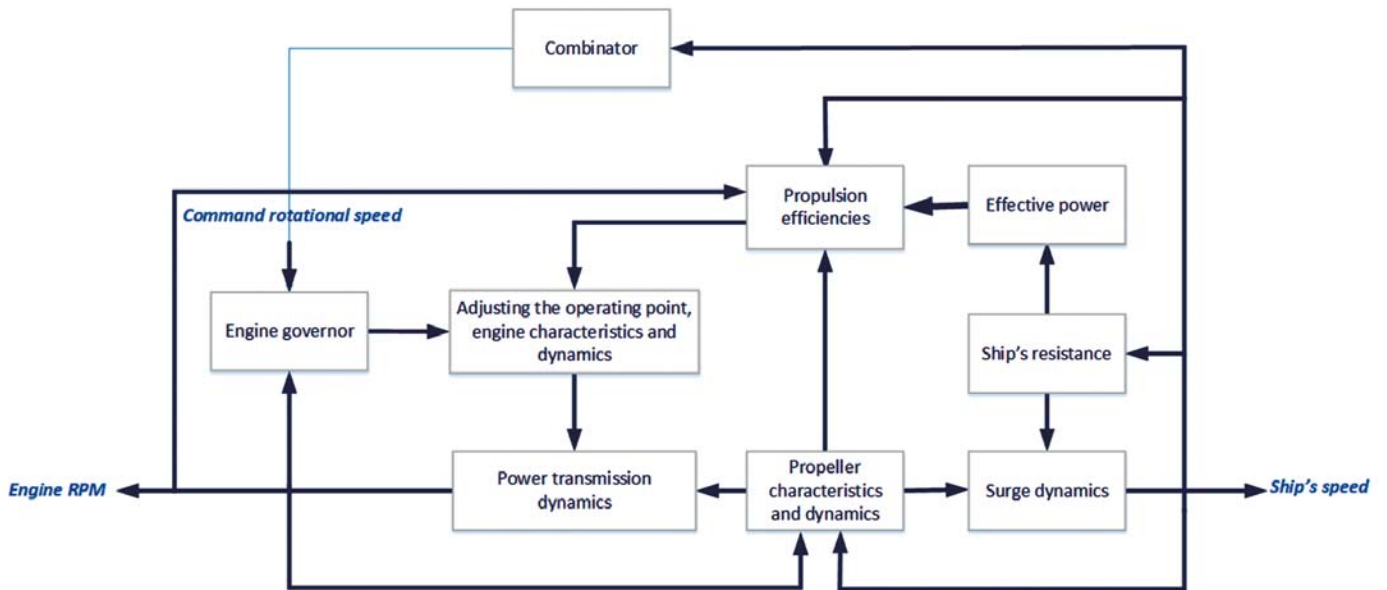 Combinator
Propulsion
efficiencies
Effective power
Command rotational speed
Engine governor
Adjusting the operating point,
engine characteristics and
dynamics
Ship's resistance
Engine RPM
Power transmission
dynamics
Propeller
characteristics
and dynamics
Surge dynamics
Ship's speed